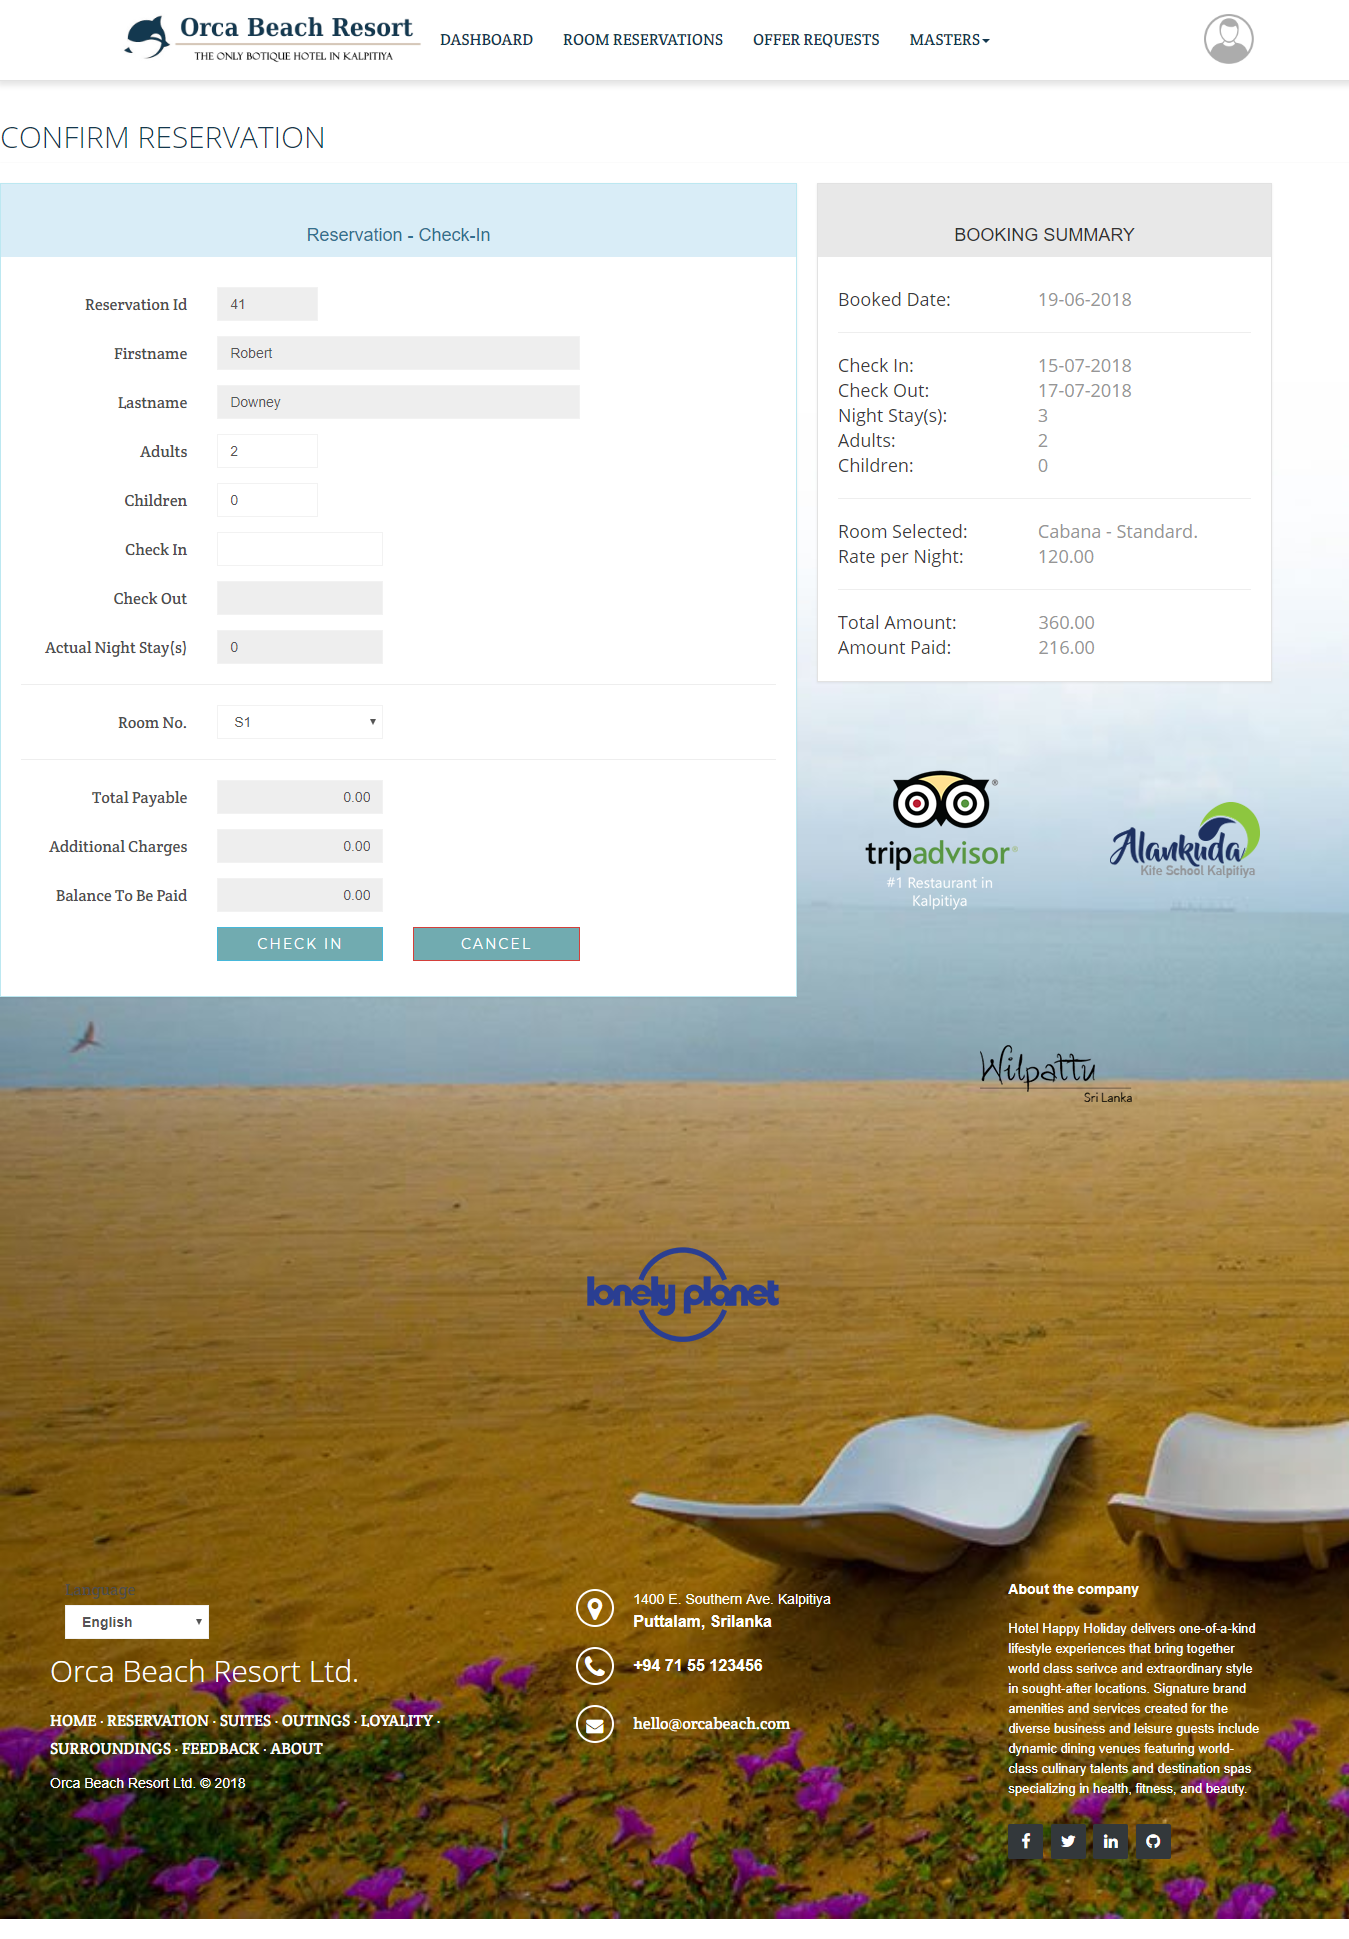 Orca Beach Resort
THE ONLY BOTIQUE HOTEL IN KALPITIYA
DASHBOARD
ROOM RESERVATIONS
OFFER REQUESTS
MASTERS
CONFIRM RESERVATION
Reservation - Check-In
Reservation Id 41
Firstname Robert
Lastname Downey
Adults 2
Children 0
Check In
Check Out
Actual Night Stay(s) 0
Room No. S1
Total Payable 0.00
Additional Charges 0.00
Balance To Be Paid 0.00
CHECK IN CANCEL
BOOKING SUMMARY
Booked Date: 19-06-2018
Check In: 15-07-2018
Check Out: 17-07-2018
Night Stay(s): 3
Adults: 2
Children: 0
Room Selected: Cabana - Standard.
Rate per Night: 120.00
Total Amount: 360.00
Amount Paid: 216.00
tripadvisor®
#1 Restaurant in
Kalpitiya
Alankuda
Kite School Kalpitiya
Wilpattu
Sri Lanka
lonely planet
Language
English
Orca Beach Resort Ltd.
HOME · RESERVATION · SUITES · OUTINGS · LOYALITY ·
SURROUNDINGS · FEEDBACK · ABOUT
Orca Beach Resort Ltd. © 2018
1400 E. Southern Ave. Kalpitiya
Puttalam, Srilanka
+94 71 55 123456
hello@orcabeach.com
About the company
Hotel Happy Holiday delivers one-of-a-kind
lifestyle experiences that bring together
world class serivce and extraordinary style
in sought-after locations. Signature brand
amenities and services created for the
diverse business and leisure guests include
dynamic dining venues featuring world-
class culinary talents and destination spas
specializing in health, fitness, and beauty.